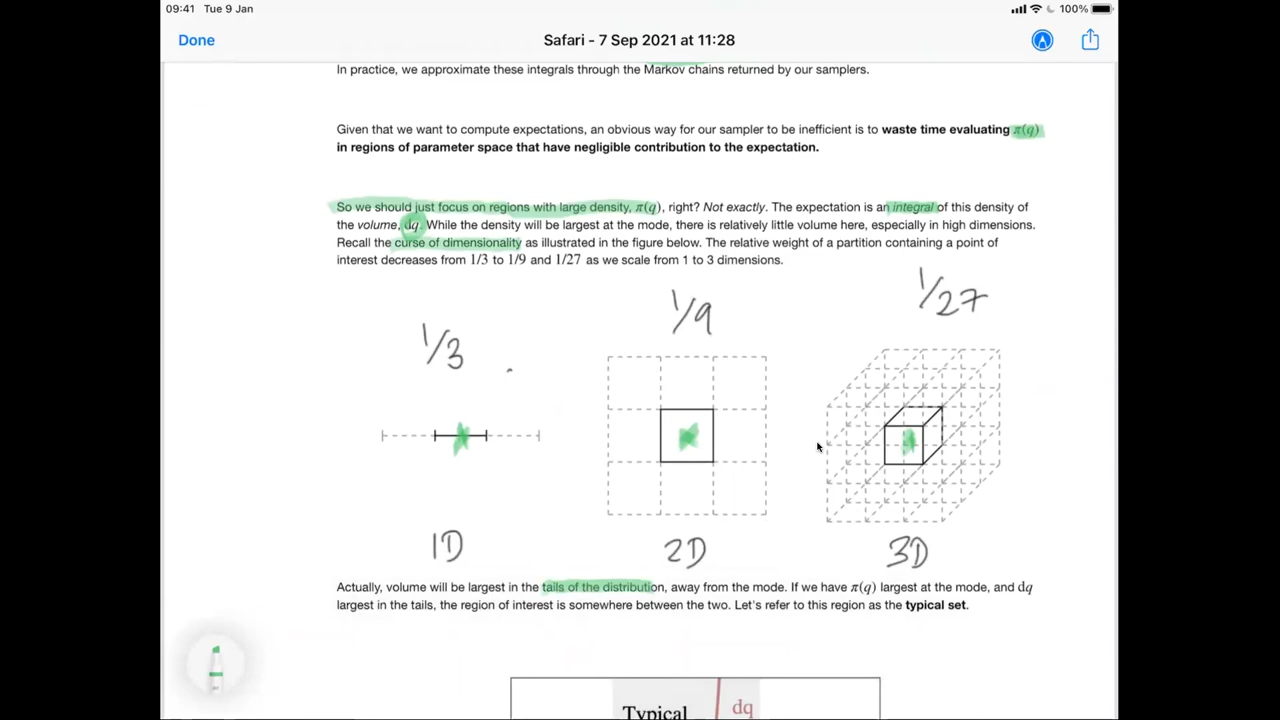 09:41 Tue 9 Jan 100%
Done Safari - 7 Sep 2021 at 11:28
In practice, we approximate these integrals through the Markov chains returned by our samplers.
Given that we want to compute expectations, an obvious way for our sampler to be inefficient is to waste time evaluating π(q)
in regions of parameter space that have negligible contribution to the expectation.
So we should just focus on regions with large density, π(q), right? Not exactly. The expectation is an integral of this density of
the volume, dq. While the density will be largest at the mode, there is relatively little volume here, especially in high dimensions.
Recall the curse of dimensionality as illustrated in the figure below. The relative weight of a partition containing a point of
interest decreases from 1/3 to 1/9 and 1/27 as we scale from 1 to 3 dimensions.
1/3 1/9 1/27
1D 2D 3D
Actually, volume will be largest in the tails of the distribution, away from the mode. If we have π(q) largest at the mode, and dq
largest in the tails, the region of interest is somewhere between the two. Let's refer to this region as the typical set.
Typical dq